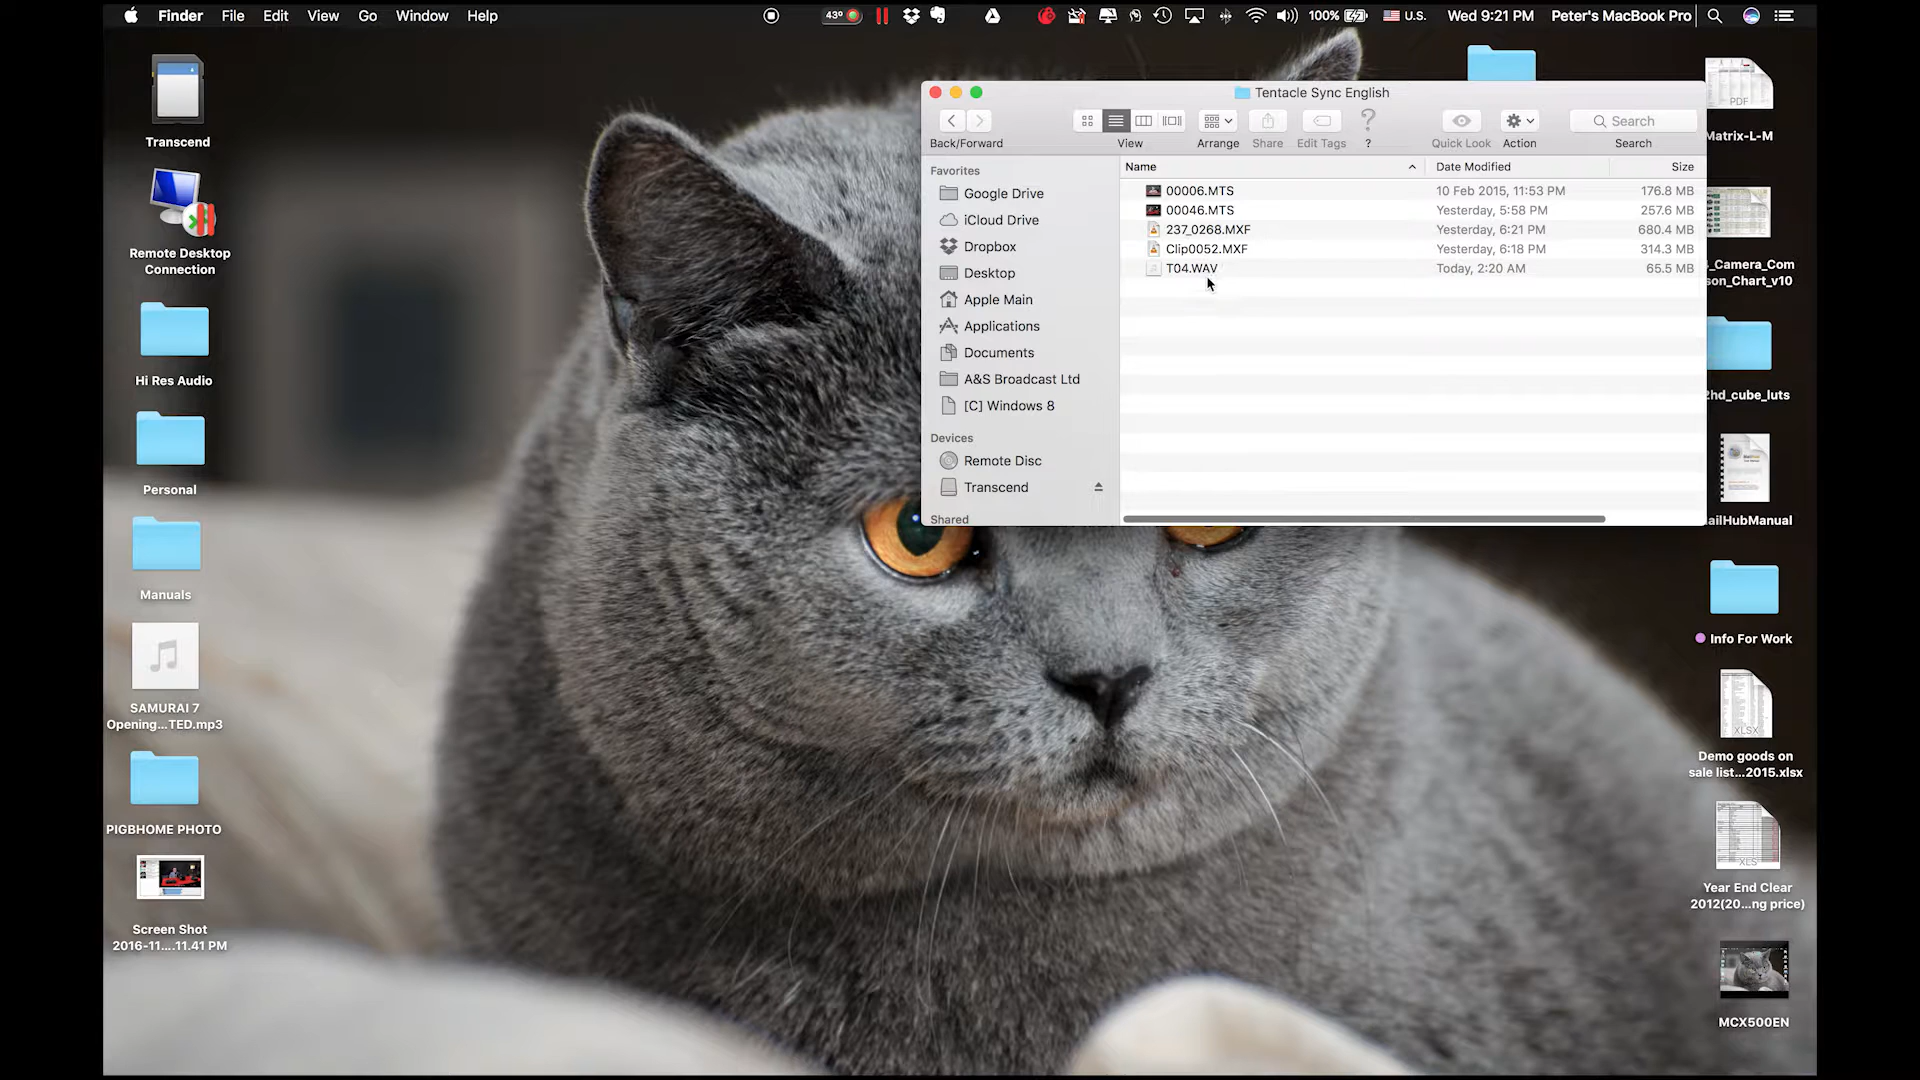 Finder File Edit View Go Window Help 43° 100% U.S. Wed 9:21 PM Peter's MacBook Pro
Transcend
Remote Desktop
Connection
Hi Res Audio
Personal
Manuals
SAMURAI 7
Opening...TED.mp3
PIGBHOME PHOTO
Screen Shot
2016-11....11.41 PM
Tentacle Sync English
Search
Back/Forward View Arrange Share Edit Tags ? Quick Look Action Search
Favorites
Google Drive
iCloud Drive
Dropbox
Desktop
Apple Main
Applications
Documents
A&S Broadcast Ltd
[C] Windows 8
Devices
Remote Disc
Transcend
Shared
Name Date Modified Size
00006.MTS 10 Feb 2015, 11:53 PM 176.8 MB
00046.MTS Yesterday, 5:58 PM 257.6 MB
237_0268.MXF Yesterday, 6:21 PM 680.4 MB
Clip0052.MXF Yesterday, 6:18 PM 314.3 MB
T04.WAV Today, 2:20 AM 65.5 MB
PDF
Matrix-L-M
_Camera_Com
son_Chart_v10
hd_cube_luts
ailHubManual
Info For Work
XLSX
Demo goods on
sale list...2015.xlsx
XLS
Year End Clear
2012(20...ng price)
MCX500EN